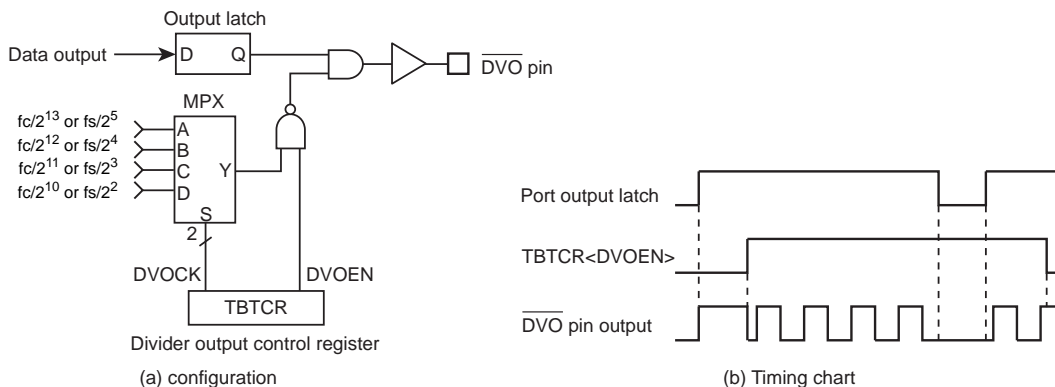 Output latch
Data output
D Q
DVO pin
MPX
fc/2^13 or fs/2^5
fc/2^12 or fs/2^4
fc/2^11 or fs/2^3
fc/2^10 or fs/2^2
A
B
C
D
Y
S
2
DVOCK
DVOEN
TBTCR
Divider output control register
(a) configuration
Port output latch
TBTCR<DVOEN>
DVO pin output
(b) Timing chart